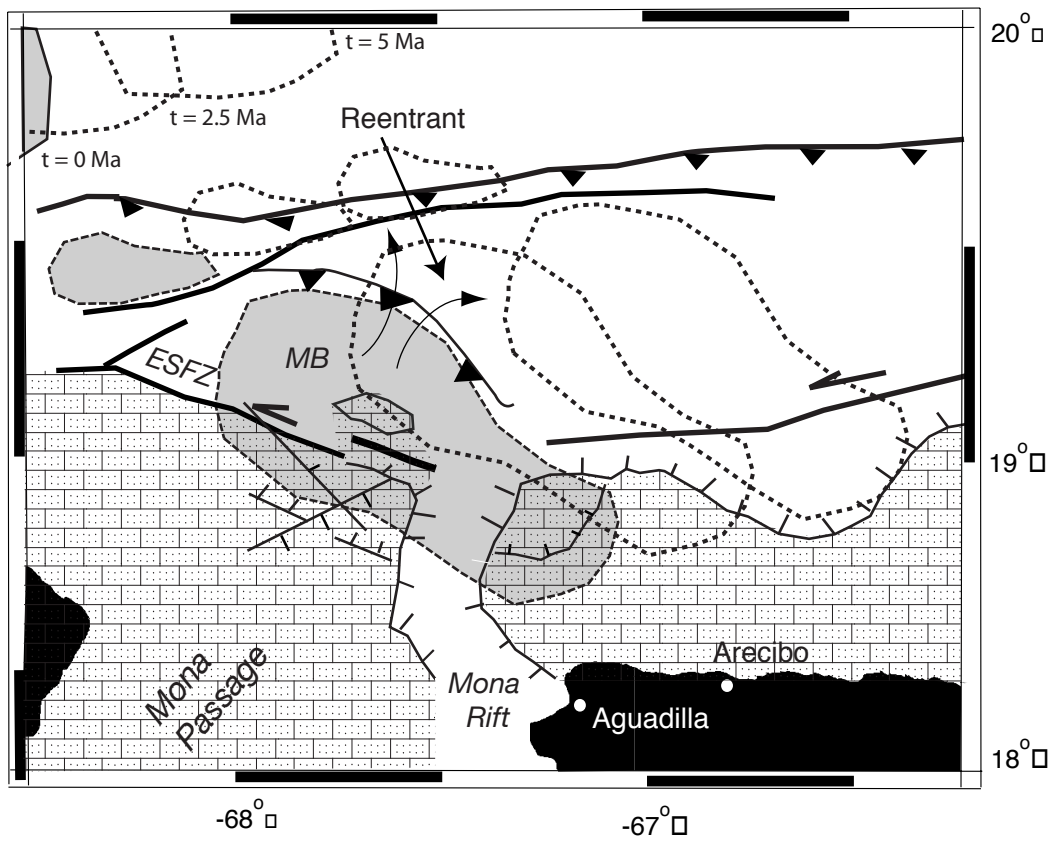 20°
t = 5 Ma
t = 2.5 Ma
Reentrant
t = 0 Ma
ESFZ
MB
19°
Mona
Passage
Arecibo
Mona
Rift
Aguadilla
18°
-68°
-67°